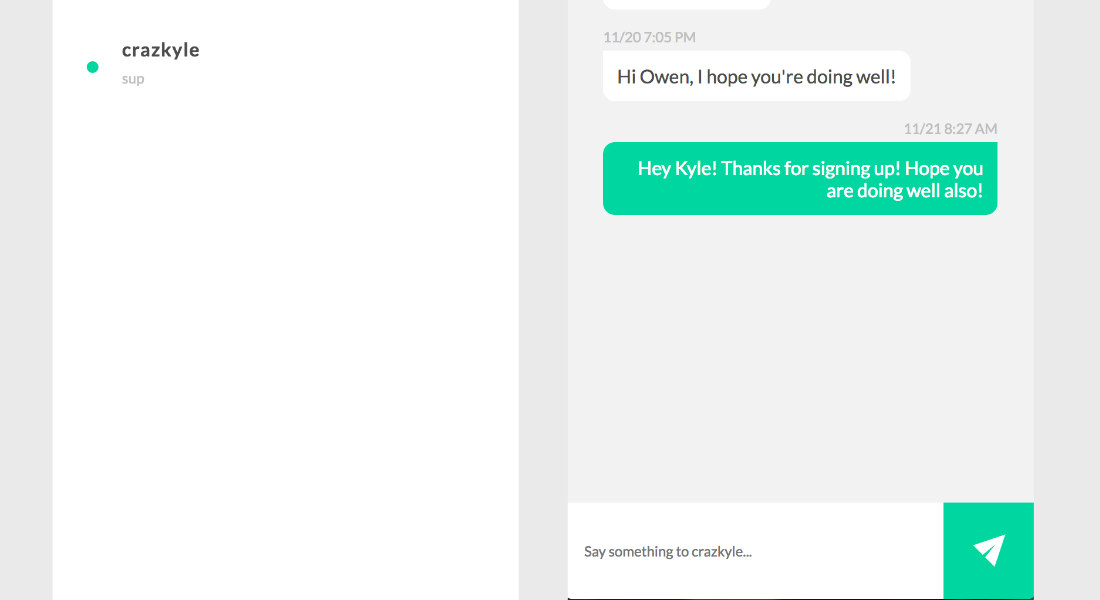 crazkyle
sup
11/20 7:05 PM
Hi Owen, I hope you're doing well!
11/21 8:27 AM
Hey Kyle! Thanks for signing up! Hope you
are doing well also!
Say something to crazkyle...